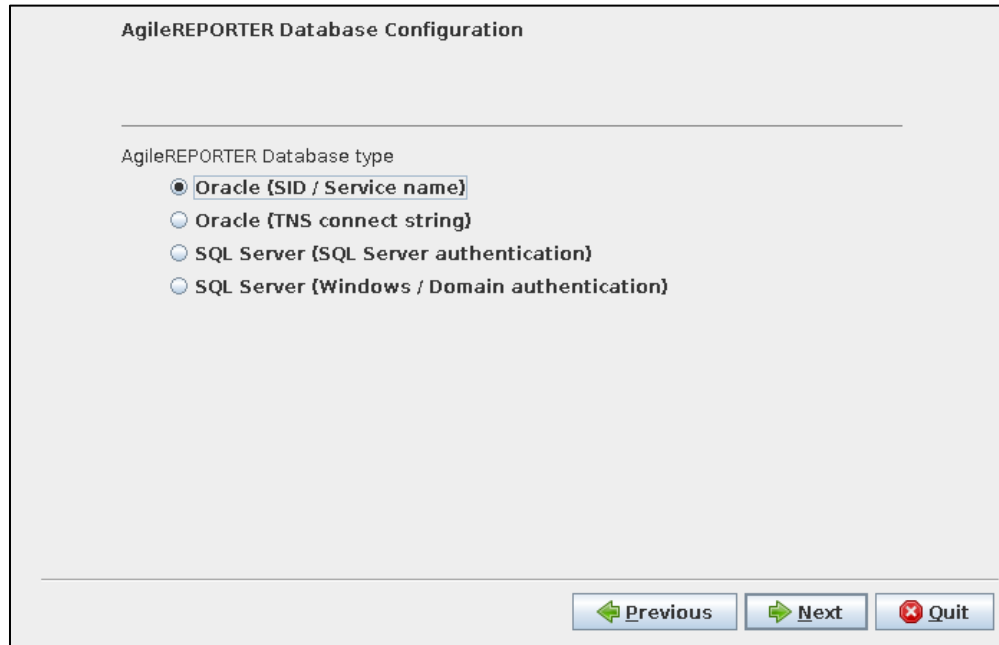 AgileREPORTER Database Configuration
AgileREPORTER Database type
Oracle {SID / Service name}
Oracle {TNS connect string}
SQL Server {SQL Server authentication}
SQL Server {Windows / Domain authentication}
Previous Next Quit